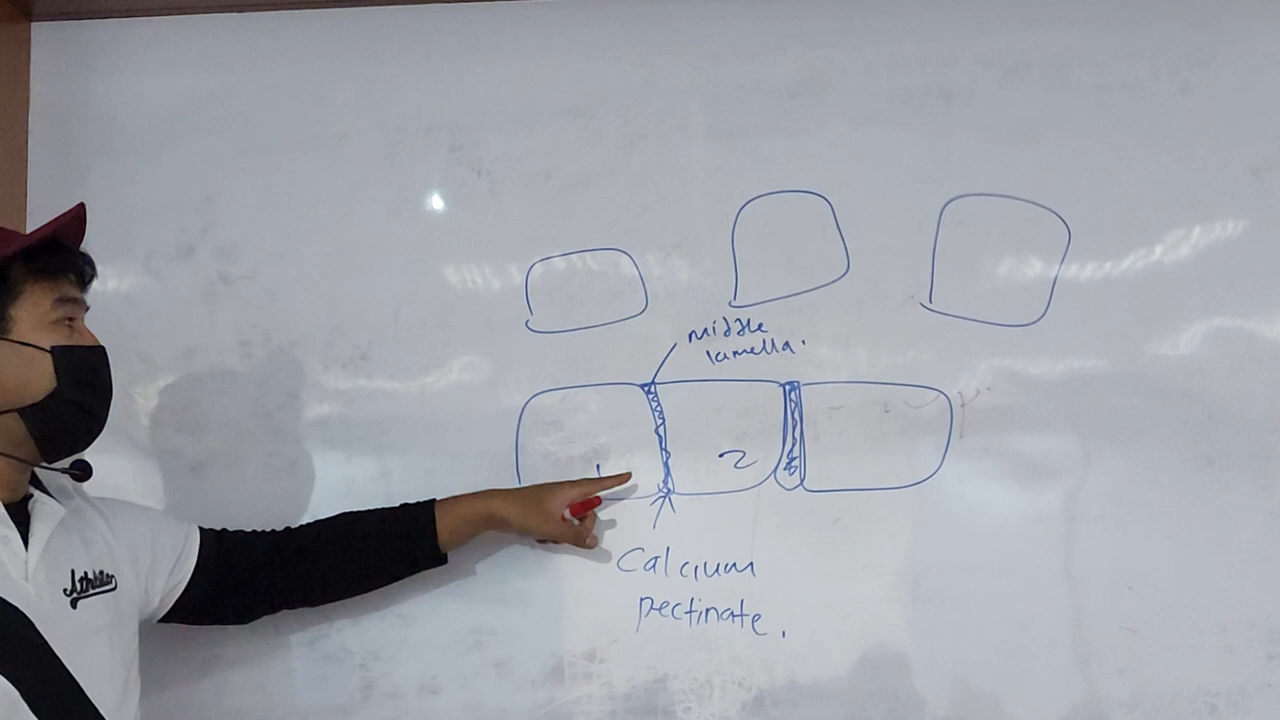 middle
lamella.
1
2
Calcium
pectinate.